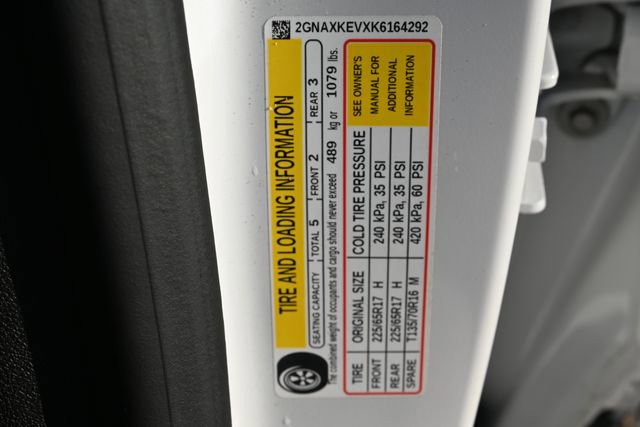 2GNAXKEVXK6164292
TIRE AND LOADING INFORMATION
SEATING CAPACITY TOTAL 5 FRONT 2 REAR 3
The combined weight of occupants and cargo should never exceed 489 kg or 1079 lbs.
TIRE ORIGINAL SIZE COLD TIRE PRESSURE
FRONT 225/65R17 H 240 kPa, 35 PSI
REAR 225/65R17 H 240 kPa, 35 PSI
SPARE T135/70R16 M 420 kPa, 60 PSI
SEE OWNER'S
MANUAL FOR
ADDITIONAL
INFORMATION